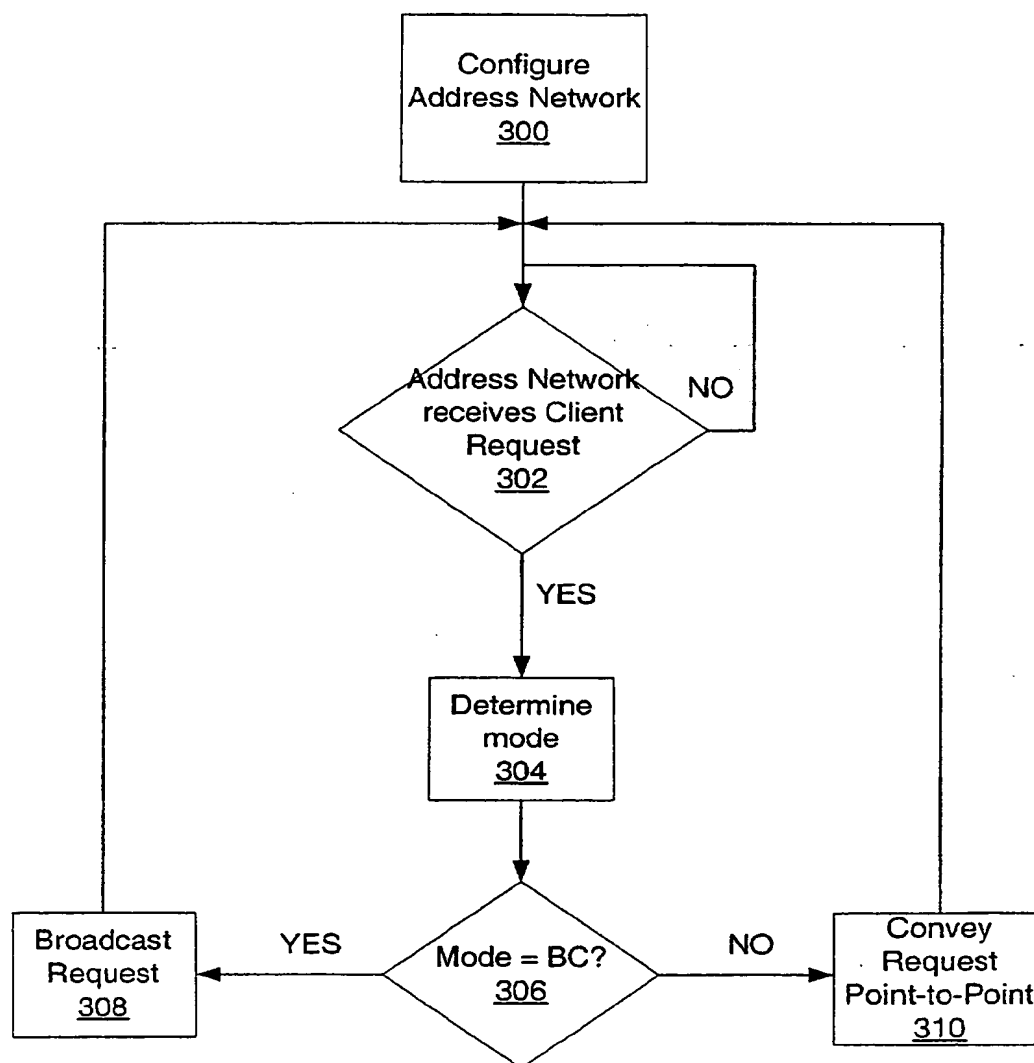 Configure
Address Network
300
Address Network
receives Client
Request
302
NO
YES
Determine
mode
304
Mode = BC?
306
YES
NO
Broadcast
Request
308
Convey
Request
Point-to-Point
310